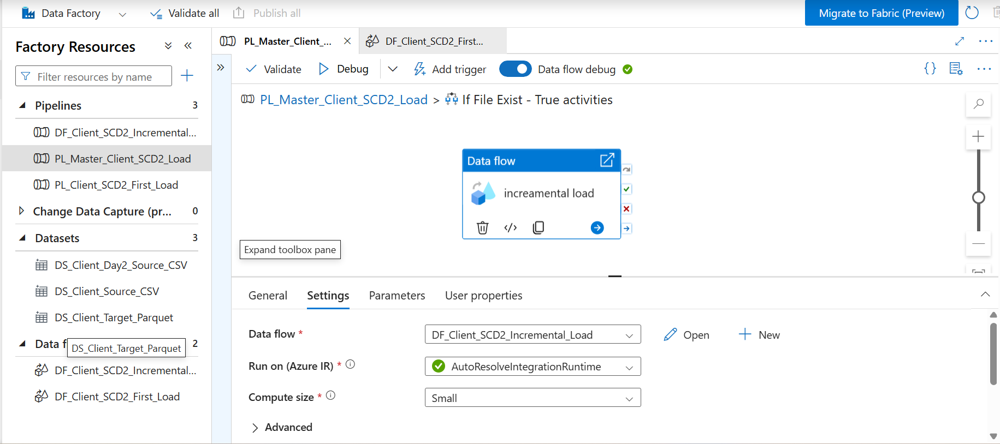 Data Factory
Validate all
Publish all
Migrate to Fabric (Preview)
Factory Resources
Filter resources by name
Pipelines 3
DF_Client_SCD2_Incremental...
PL_Master_Client_SCD2_Load
PL_Client_SCD2_First_Load
Change Data Capture (pr... 0
Datasets 3
DS_Client_Day2_Source_CSV
DS_Client_Source_CSV
DS_Client_Target_Parquet
Data f 2
DS_Client_Target_Parquet
DF_Client_SCD2_Incremental...
DF_Client_SCD2_First_Load
PL_Master_Client_...
DF_Client_SCD2_First...
Validate
Debug
Add trigger
Data flow debug
PL_Master_Client_SCD2_Load > If File Exist - True activities
Data flow
increamental load
Expand toolbox pane
General
Settings
Parameters
User properties
Data flow *
DF_Client_SCD2_Incremental_Load
Open
New
Run on (Azure IR) *
AutoResolveIntegrationRuntime
Compute size *
Small
Advanced